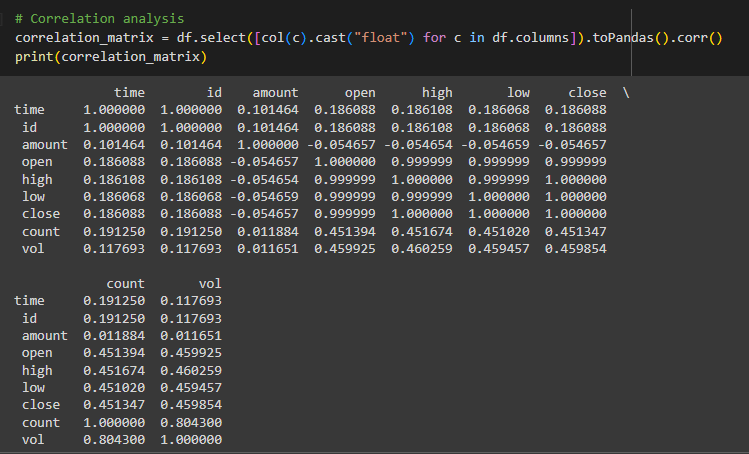 # Correlation analysis
correlation_matrix = df.select([col(c).cast("float") for c in df.columns]).toPandas().corr()
print(correlation_matrix)
time id amount open high low close \
time 1.000000 1.000000 0.101464 0.186088 0.186108 0.186068 0.186088
id 1.000000 1.000000 0.101464 0.186088 0.186108 0.186068 0.186088
amount 0.101464 0.101464 1.000000 -0.054657 -0.054654 -0.054659 -0.054657
open 0.186088 0.186088 -0.054657 1.000000 0.999999 0.999999 0.999999
high 0.186108 0.186108 -0.054654 0.999999 1.000000 0.999999 1.000000
low 0.186068 0.186068 -0.054659 0.999999 0.999999 1.000000 1.000000
close 0.186088 0.186088 -0.054657 0.999999 1.000000 1.000000 1.000000
count 0.191250 0.191250 0.011884 0.451394 0.451674 0.451020 0.451347
vol 0.117693 0.117693 0.011651 0.459925 0.460259 0.459457 0.459854
count vol
time 0.191250 0.117693
id 0.191250 0.117693
amount 0.011884 0.011651
open 0.451394 0.459925
high 0.451674 0.460259
low 0.451020 0.459457
close 0.451347 0.459854
count 1.000000 0.804300
vol 0.804300 1.000000